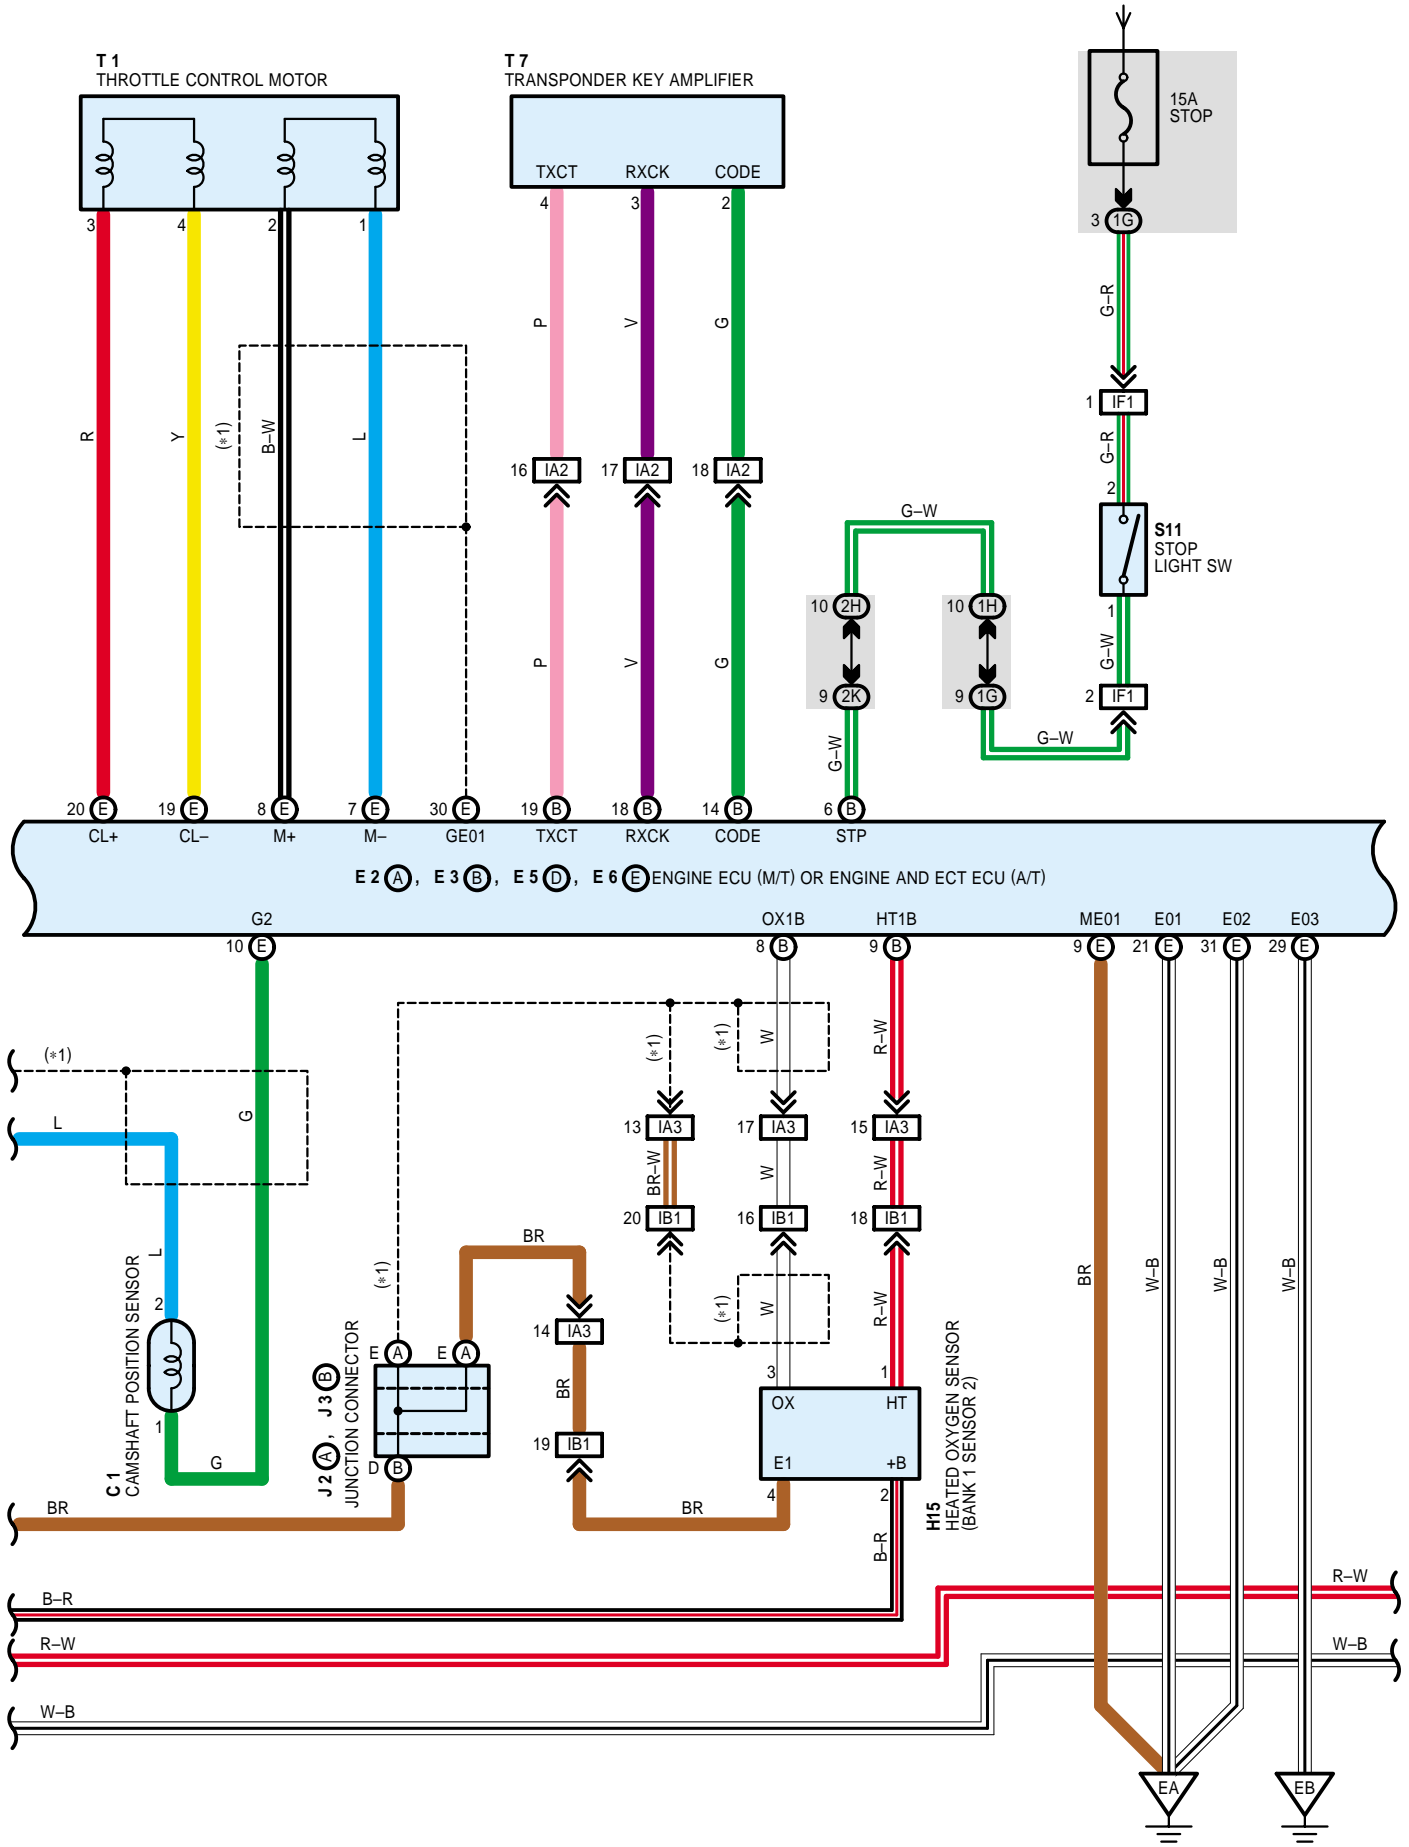 T 1
THROTTLE CONTROL MOTOR
T 7
TRANSPONDER KEY AMPLIFIER
15A
STOP
TXCT RXCK CODE
3 4 2 1 4 3 2
3 1G
G–R
P V G
1 IF1
R Y (∗1) B–W L
G–R
16 IA2 17 IA2 18 IA2
2
G–W
S11
STOP
LIGHT SW
10 2H 10 1H
1
G–W
P V G
9 2K 9 1G 2 IF1
G–W
G–W
20 E 19 E 8 E 7 E 30 E 19 B 18 B 14 B 6 B
CL+ CL– M+ M– GE01 TXCT RXCK CODE STP
E 2 A , E 3 B , E 5 D , E 6 E ENGINE ECU (M/T) OR ENGINE AND ECT ECU (A/T)
G2 OX1B HT1B ME01 E01 E02 E03
10 E 8 B 9 B 9 E 21 E 31 E 29 E
(∗1) (∗1) (∗1) W R–W
L G
13 IA3 17 IA3 15 IA3
BR–W W R–W
20 IB1 16 IB1 18 IB1
BR
L (∗1) (∗1) W R–W
BR W–B W–B W–B
2
14 IA3
E A E A
3 1
BR
OX HT
C 1
CAMSHAFT POSITION SENSOR
1
G
J 2 A , J 3 B
JUNCTION CONNECTOR
19 IB1
D B
E1 +B
4 2
H15
HEATED OXYGEN SENSOR
(BANK 1 SENSOR 2)
BR BR
B–R
R–W
B–R
R–W W–B
W–B
EA EB